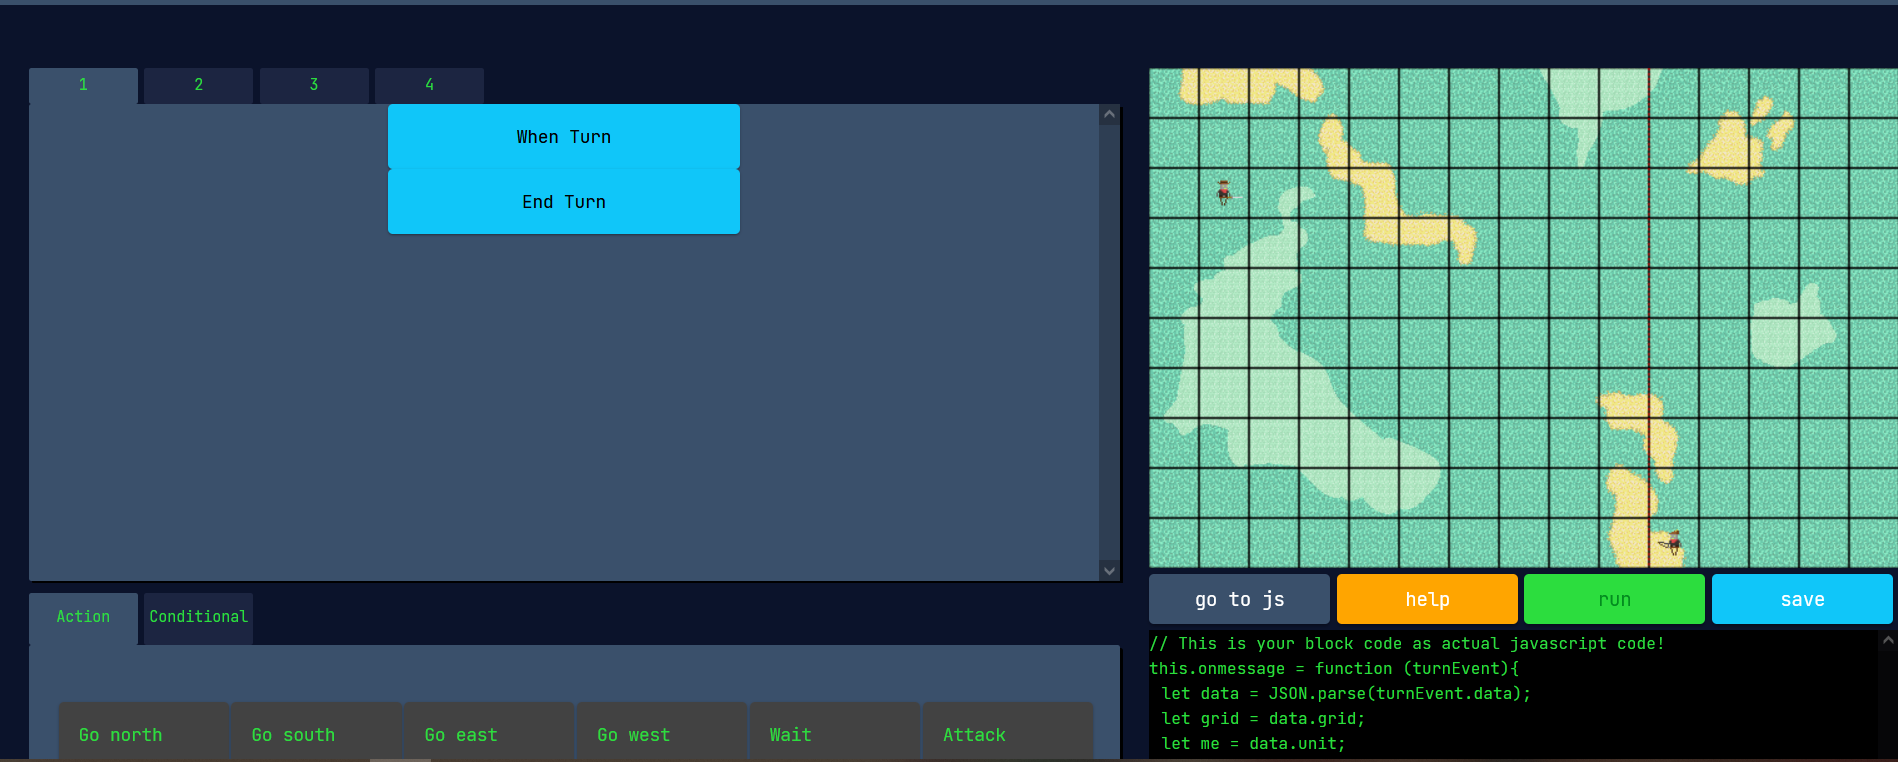 1 2 3 4
When Turn
End Turn
Action Conditional
Go north Go south Go east Go west Wait Attack
go to js help run save
// This is your block code as actual javascript code!
this.onmessage = function (turnEvent){
let data = JSON.parse(turnEvent.data);
let grid = data.grid;
let me = data.unit;